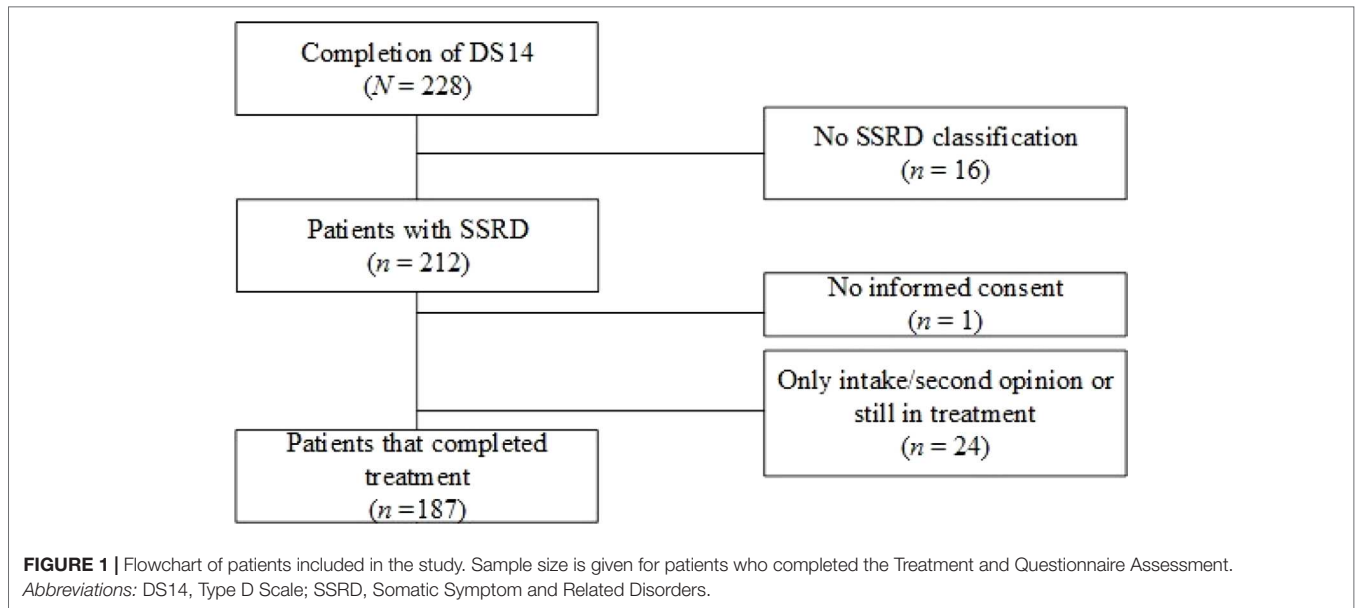 Completion of DS14
(N = 228)
No SSRD classification
(n = 16)
Patients with SSRD
(n = 212)
No informed consent
(n = 1)
Only intake/second opinion or
still in treatment
(n = 24)
Patients that completed
treatment
(n =187)
FIGURE 1 | Flowchart of patients included in the study. Sample size is given for patients who completed the Treatment and Questionnaire Assessment.
Abbreviations: DS14, Type D Scale; SSRD, Somatic Symptom and Related Disorders.